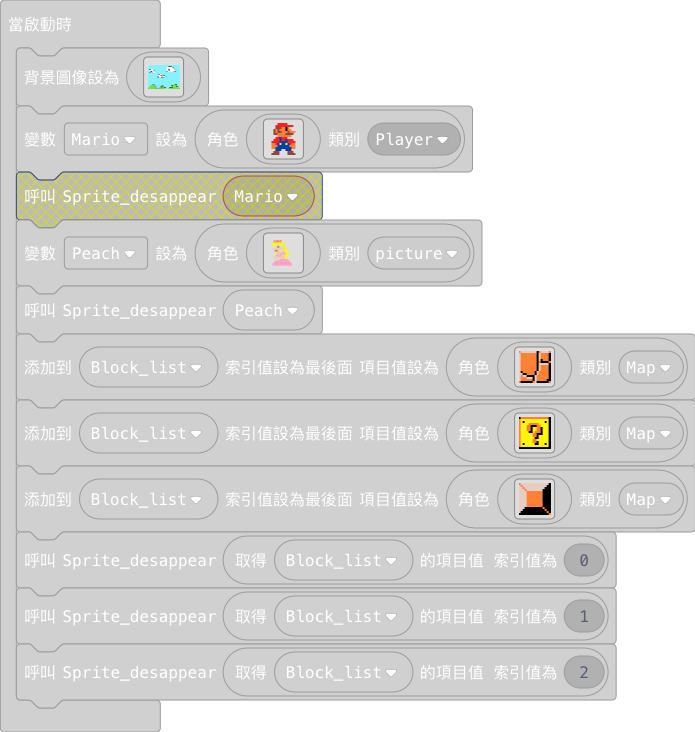 當啟動時
背景圖像設為
變數 Mario 設為 角色 類別 Player
呼叫 Sprite_desappear Mario
變數 Peach 設為 角色 類別 picture
呼叫 Sprite_desappear Peach
添加到 Block_list 索引值設為最後面 項目值設為 角色 類別 Map
添加到 Block_list 索引值設為最後面 項目值設為 角色 ? 類別 Map
添加到 Block_list 索引值設為最後面 項目值設為 角色 類別 Map
呼叫 Sprite_desappear 取得 Block_list 的項目值 索引值為 0
呼叫 Sprite_desappear 取得 Block_list 的項目值 索引值為 1
呼叫 Sprite_desappear 取得 Block_list 的項目值 索引值為 2